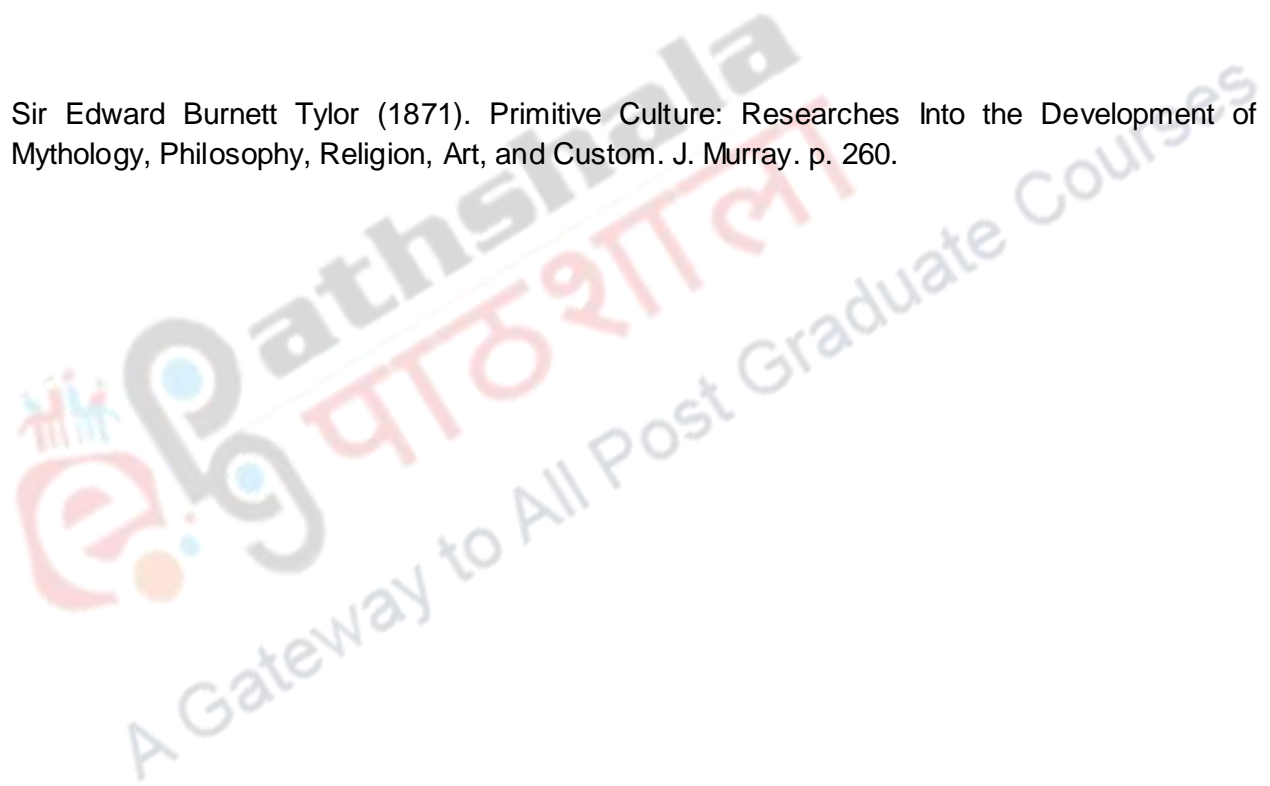 Sir Edward Burnett Tylor (1871). Primitive Culture: Researches Into the Development of
Mythology, Philosophy, Religion, Art, and Custom. J. Murray. p. 260.
ePG athshala
पाठशाला
A Gateway to All Post Graduate Courses